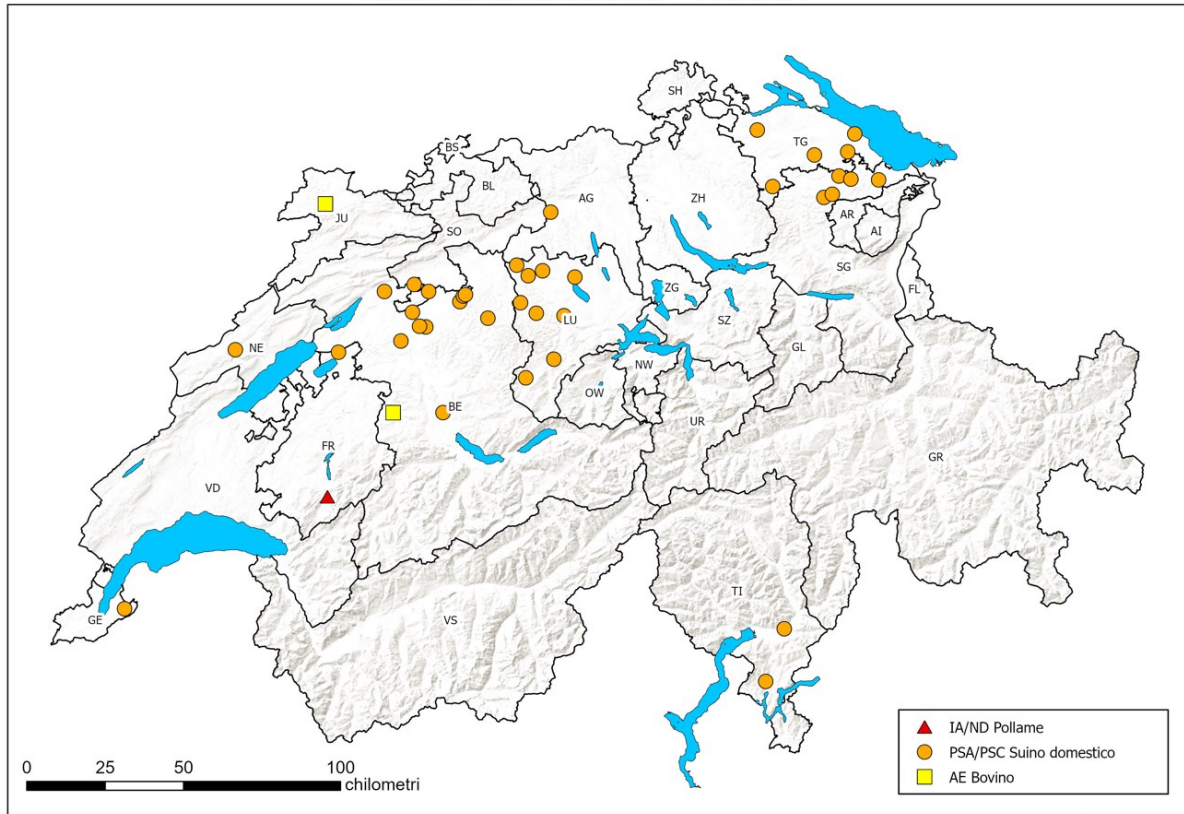 SH
BS
TG
BL
AG
ZH
JU
SO
AR
AI
SG
FL
ZG
LU
SZ
NE
GL
NW
OW
BE
UR
FR
GR
VD
TI
VS
GE
IA/ND Pollame
PSA/PSC Suino domestico
AE Bovino
0 25 50 100
chilometri